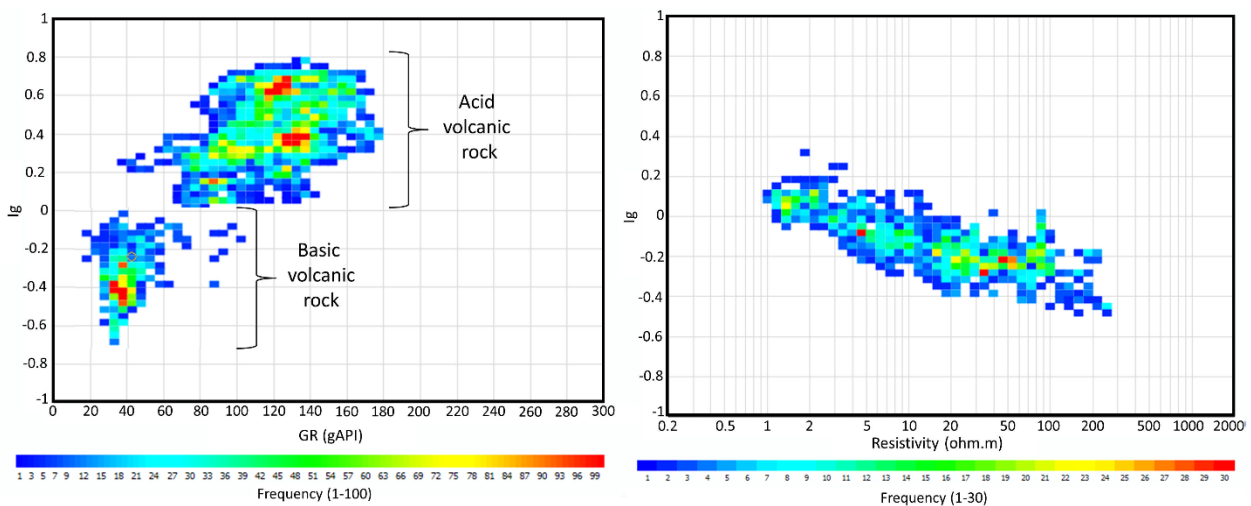 1
0.8
0.6
0.4
0.2
0
-0.2
-0.4
-0.6
-0.8
-1
Ig
Acid
volcanic
rock
Basic
volcanic
rock
0 20 40 60 80 100 120 140 160 180 200 220 240 260 280 300
GR (gAPI)
1 3 5 7 9 12 15 18 21 24 27 30 33 36 39 42 45 48 51 54 57 60 63 66 69 72 75 78 81 84 87 90 93 96 99
Frequency (1-100)
1
0.8
0.6
0.4
0.2
0
-0.2
-0.4
-0.6
-0.8
-1
Ig
0.2 0.5 1 2 5 10 20 50 100 200 500 1000 2000
Resistivity (ohm.m)
1 2 3 4 5 6 7 8 9 10 11 12 13 14 15 16 17 18 19 20 21 22 23 24 25 26 27 28 29 30
Frequency (1-30)